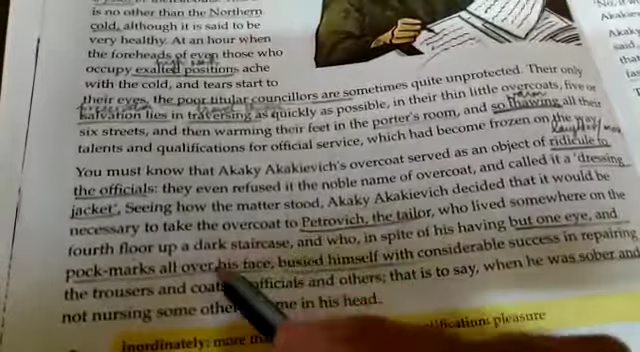 is no other than the Northern
cold, although it is said to be
very healthy. At an hour when
the foreheads of even those who
occupy exalted positions ache
with the cold, and tears start to
their eyes, the poor titular councillors are sometimes quite unprotected. Their only
salvation lies in traversing as quickly as possible, in their thin little overcoats, five or
six streets, and then warming their feet in the porter's room, and so thawing all their
talents and qualifications for official service, which had become frozen on the way.
You must know that Akaky Akakievich's overcoat served as an object of ridicule to
the officials: they even refused it the noble name of overcoat, and called it a 'dressing
jacket'. Seeing how the matter stood, Akaky Akakievich decided that it would be
necessary to take the overcoat to Petrovich, the tailor, who lived somewhere on the
fourth floor up a dark staircase, and who, in spite of his having but one eye, and
pock-marks all over his face, busied himself with considerable success in repairing
the trousers and coats officials and others; that is to say, when he was sober and
not nursing some other in his head.
inordinately: more
pleasure